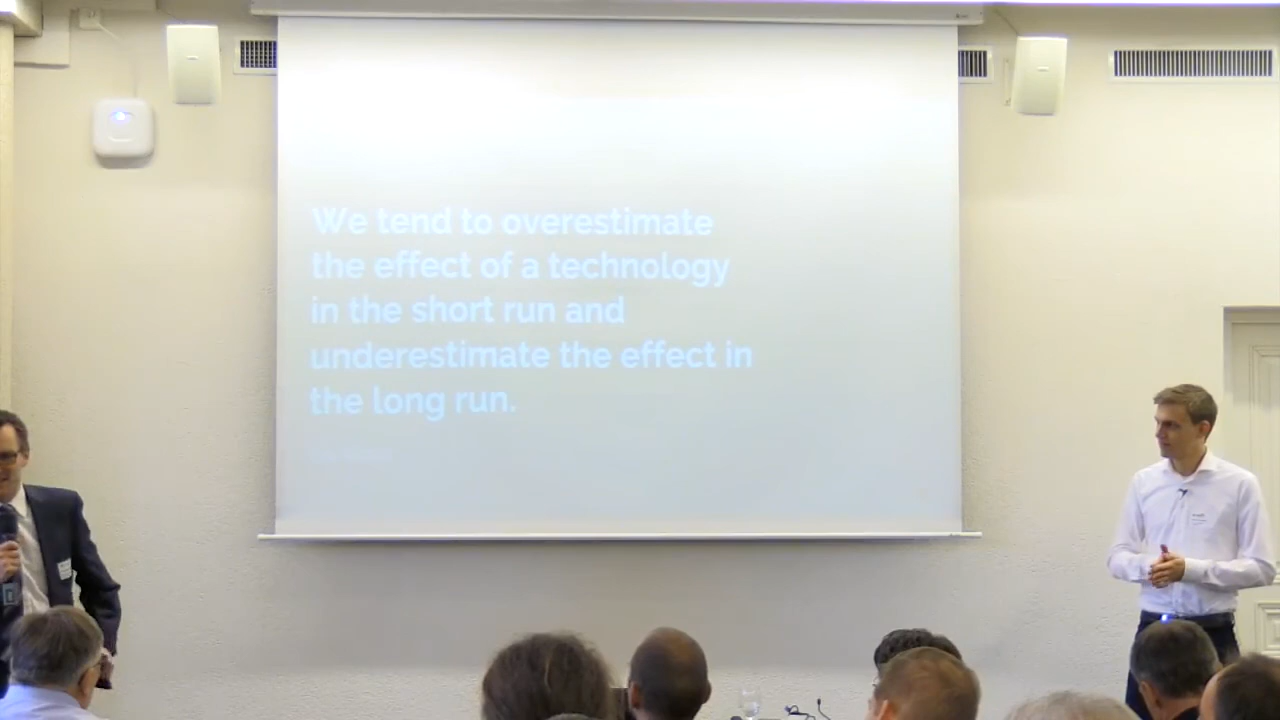 We tend to overestimate
the effect of a technology
in the short run and
underestimate the effect in
the long run.